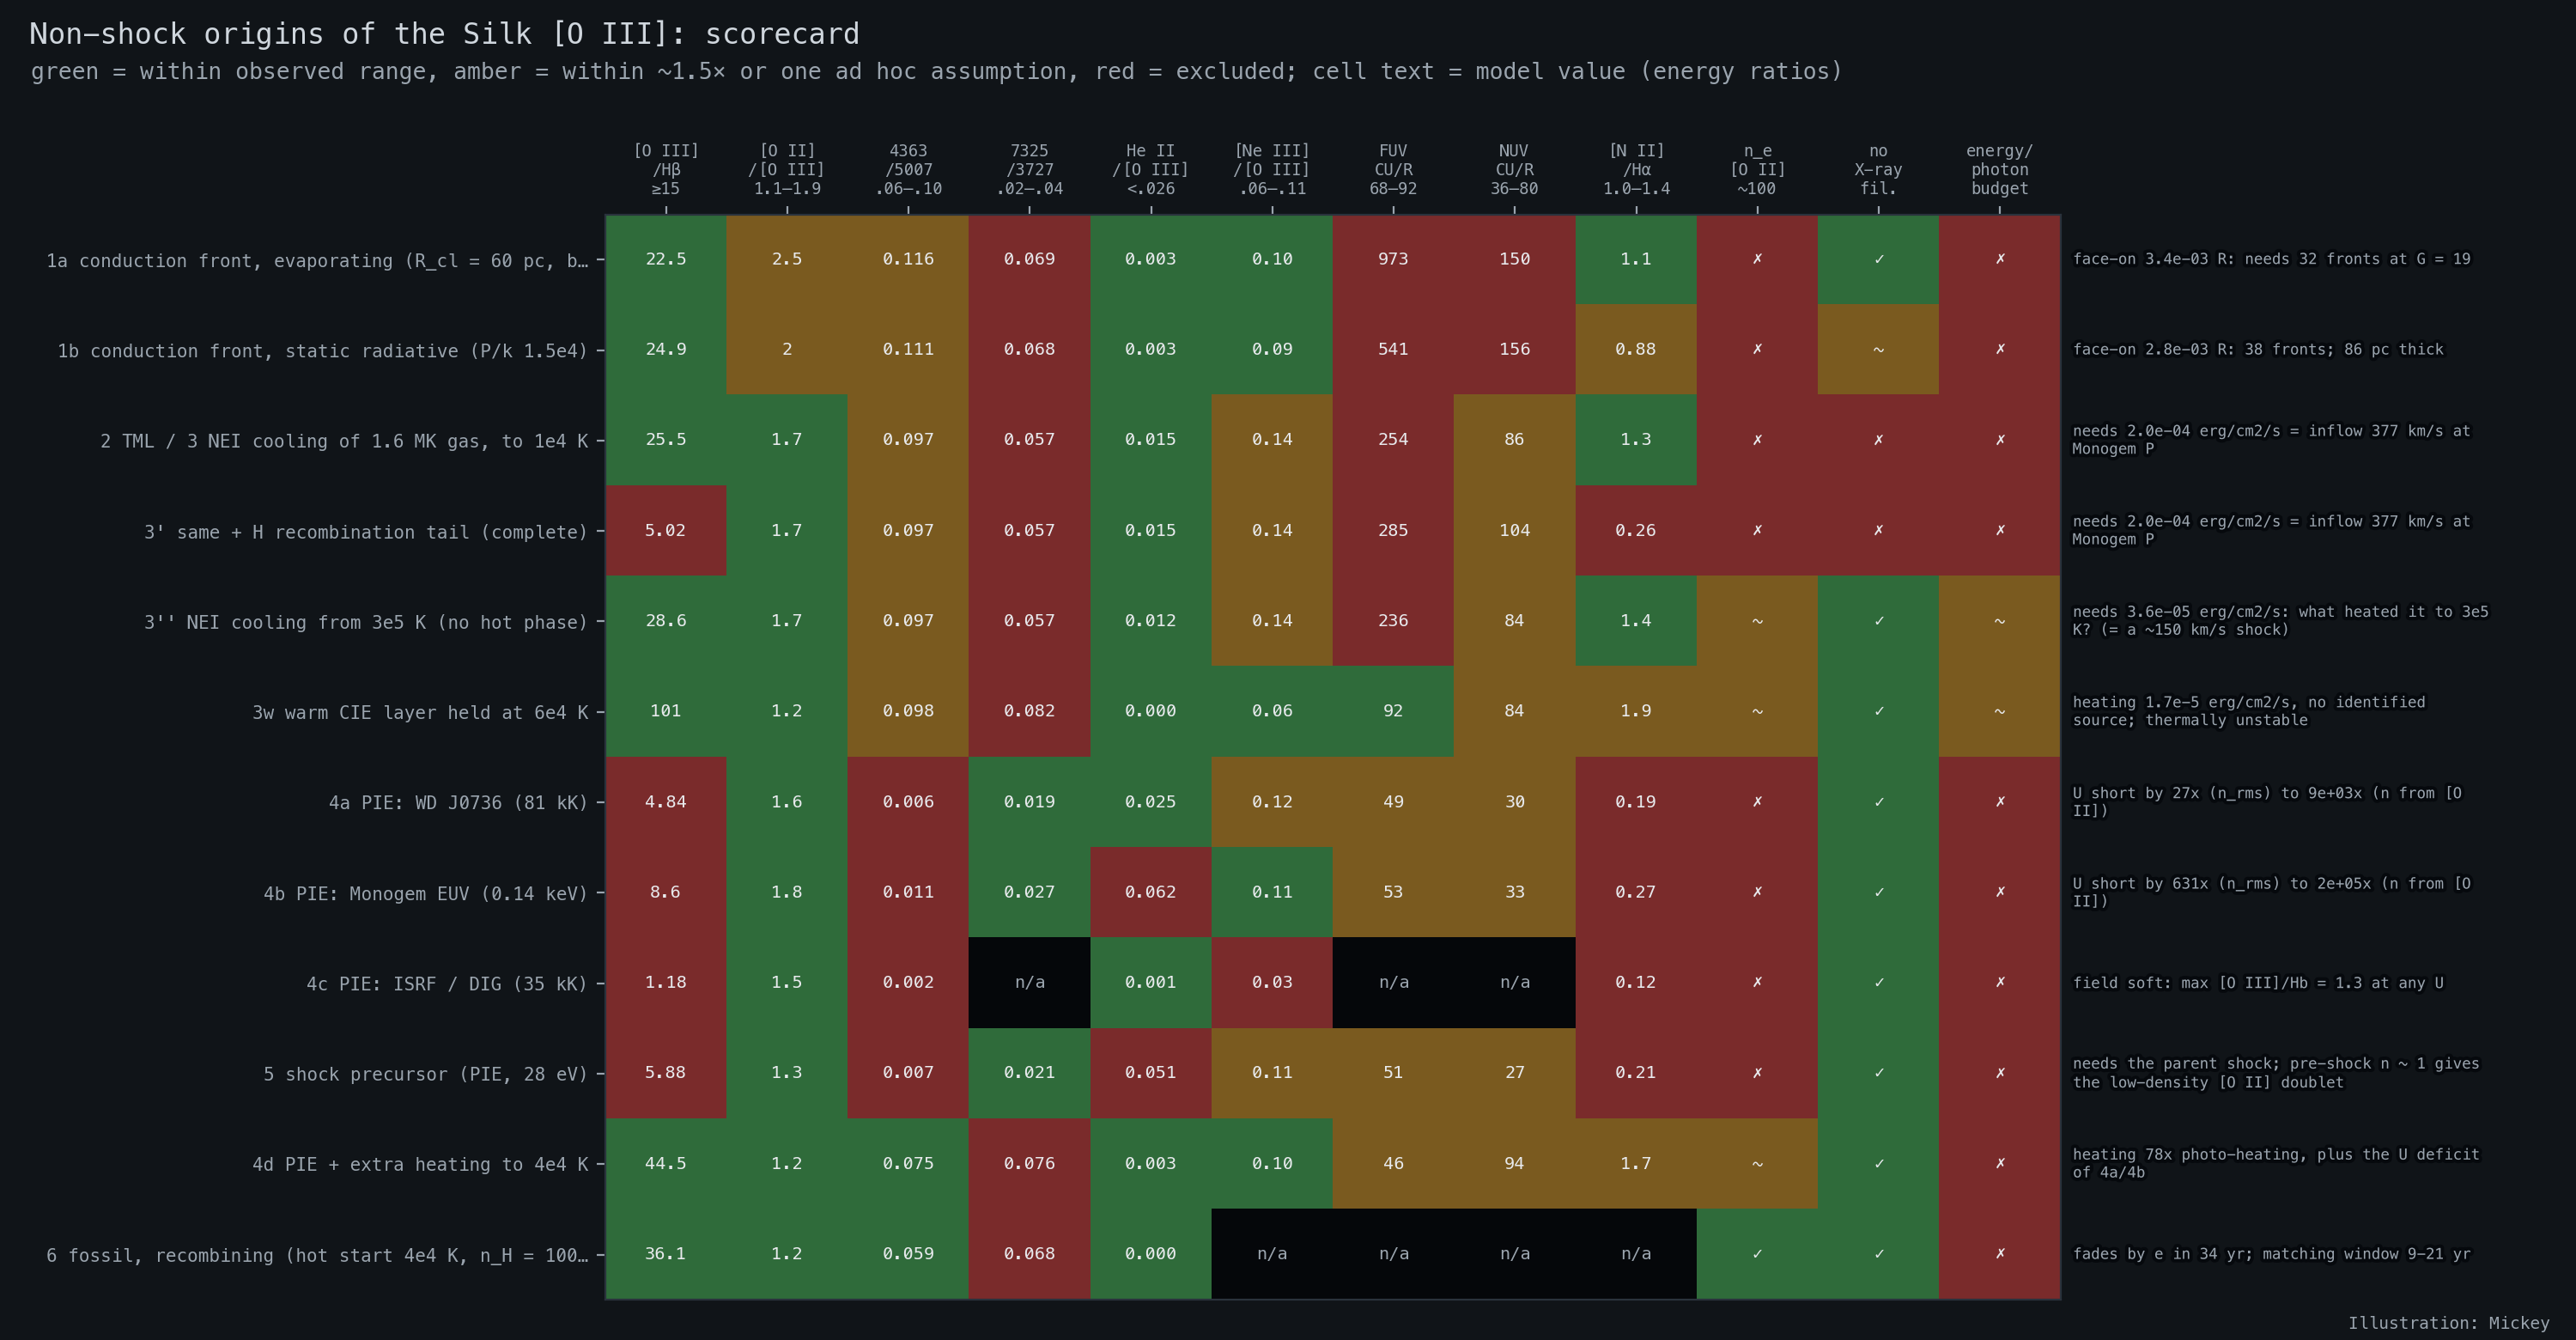 Non−shock origins of the Silk [O III]: scorecard
green = within observed range, amber = within ~1.5× or one ad hoc assumption, red = excluded; cell text = model value (energy ratios)
[O III] /Hβ ≥15
[O II] /[O III] 1.1–1.9
4363 /5007 .06–.10
7325 /3727 .02–.04
He II /[O III] <.026
[Ne III] /[O III] .06–.11
FUV CU/R 68–92
NUV CU/R 36–80
[N II] /Hα 1.0–1.4
n_e [O II] ~100
no X−ray fil.
energy/ photon budget
1a conduction front, evaporating (R_cl = 60 pc, b… 22.5 2.5 0.116 0.069 0.003 0.10 973 150 1.1 ✗ ✓ ✗ face−on 3.4e−03 R: needs 32 fronts at G = 19
1b conduction front, static radiative (P/k 1.5e4) 24.9 2 0.111 0.068 0.003 0.09 541 156 0.88 ✗ ~ ✗ face−on 2.8e−03 R: 38 fronts; 86 pc thick
2 TML / 3 NEI cooling of 1.6 MK gas, to 1e4 K 25.5 1.7 0.097 0.057 0.015 0.14 254 86 1.3 ✗ ✗ ✗ needs 2.0e−04 erg/cm2/s = inflow 377 km/s at
Monogem P
3' same + H recombination tail (complete) 5.02 1.7 0.097 0.057 0.015 0.14 285 104 0.26 ✗ ✗ ✗ needs 2.0e−04 erg/cm2/s = inflow 377 km/s at
Monogem P
3'' NEI cooling from 3e5 K (no hot phase) 28.6 1.7 0.097 0.057 0.012 0.14 236 84 1.4 ~ ✓ ~ needs 3.6e−05 erg/cm2/s: what heated it to 3e5
K? (= a ~150 km/s shock)
3w warm CIE layer held at 6e4 K 101 1.2 0.098 0.082 0.000 0.06 92 84 1.9 ~ ✓ ~ heating 1.7e−5 erg/cm2/s, no identified
source; thermally unstable
4a PIE: WD J0736 (81 kK) 4.84 1.6 0.006 0.019 0.025 0.12 49 30 0.19 ✗ ✓ ✗ U short by 27x (n_rms) to 9e+03x (n from [O
II])
4b PIE: Monogem EUV (0.14 keV) 8.6 1.8 0.011 0.027 0.062 0.11 53 33 0.27 ✗ ✓ ✗ U short by 631x (n_rms) to 2e+05x (n from [O
II])
4c PIE: ISRF / DIG (35 kK) 1.18 1.5 0.002 n/a 0.001 0.03 n/a n/a 0.12 ✗ ✓ ✗ field soft: max [O III]/Hb = 1.3 at any U
5 shock precursor (PIE, 28 eV) 5.88 1.3 0.007 0.021 0.051 0.11 51 27 0.21 ✗ ✓ ✗ needs the parent shock; pre−shock n ~ 1 gives
the low−density [O II] doublet
4d PIE + extra heating to 4e4 K 44.5 1.2 0.075 0.076 0.003 0.10 46 94 1.7 ~ ✓ ✗ heating 78x photo−heating, plus the U deficit
of 4a/4b
6 fossil, recombining (hot start 4e4 K, n_H = 100… 36.1 1.2 0.059 0.068 0.000 n/a n/a n/a n/a ✓ ✓ ✗ fades by e in 34 yr; matching window 9−21 yr
Illustration: Mickey